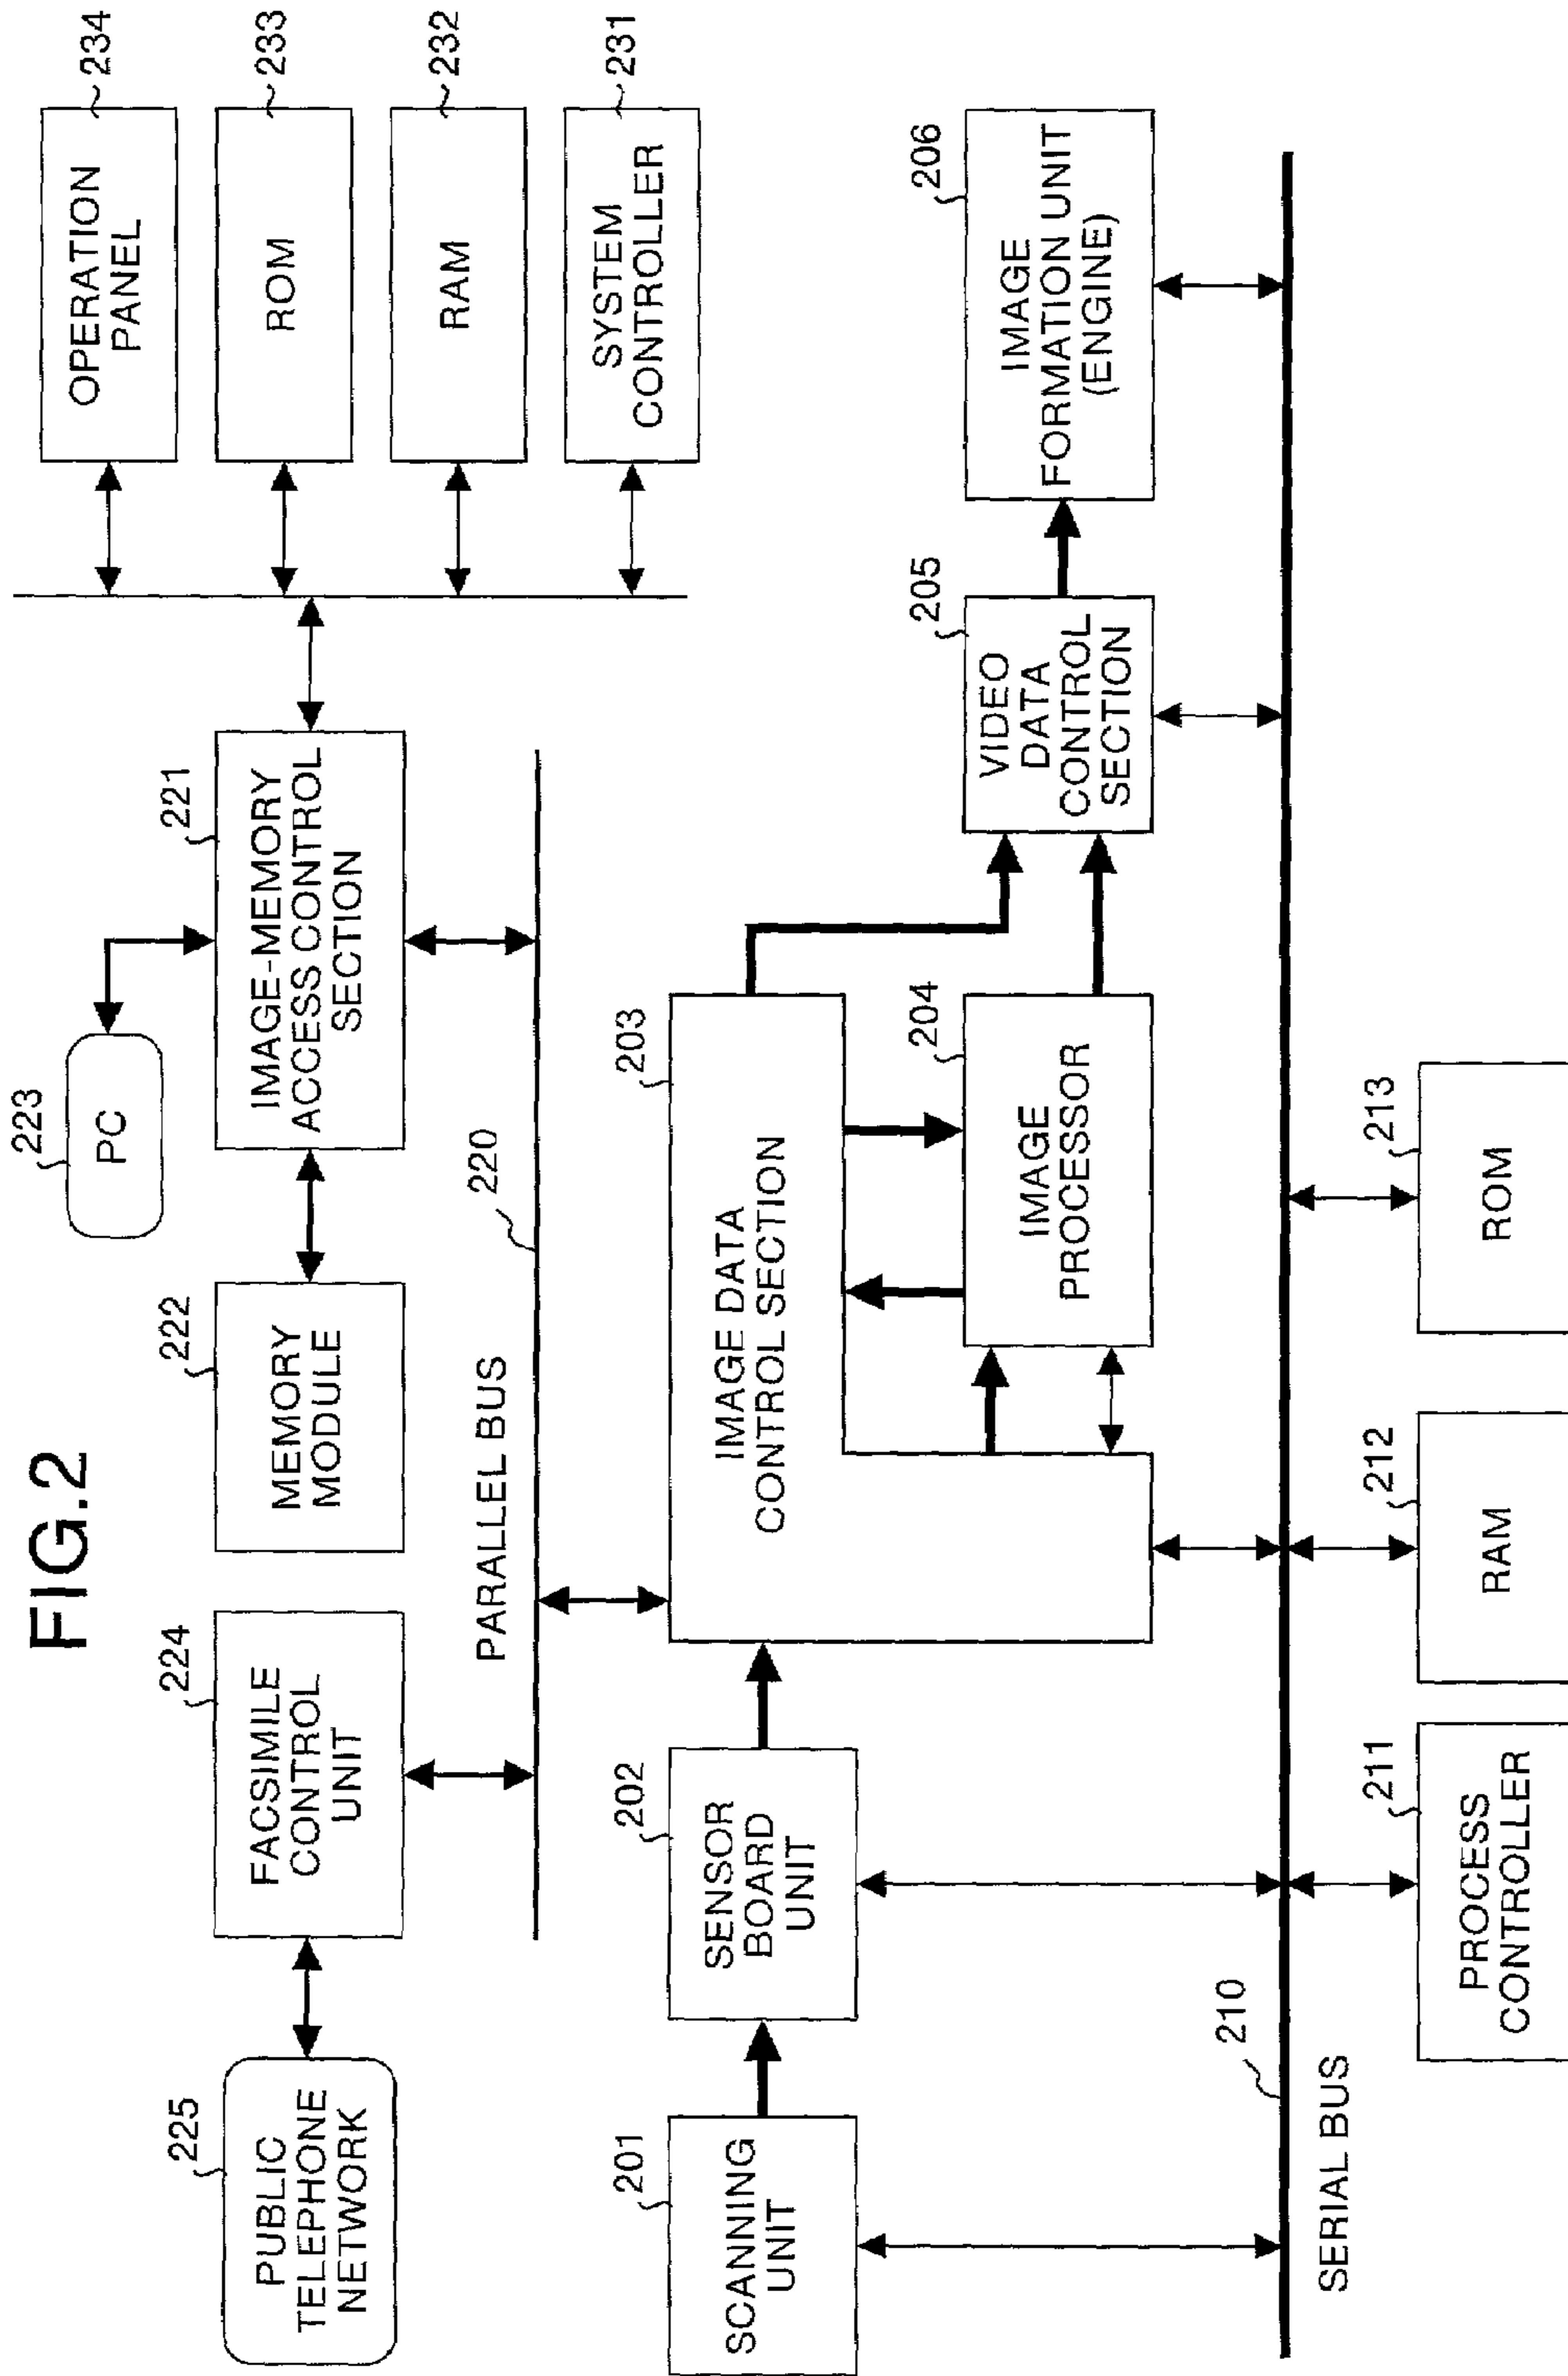 FIG.2
225
PUBLIC
TELEPHONE
NETWORK
224
FACSIMILE
CONTROL
UNIT
222
MEMORY
MODULE
223
PC
221
IMAGE-MEMORY
ACCESS CONTROL
SECTION
234
OPERATION
PANEL
233
ROM
232
RAM
231
SYSTEM
CONTROLLER
PARALLEL BUS
220
201
SCANNING
UNIT
202
SENSOR
BOARD
UNIT
203
IMAGE DATA
CONTROL SECTION
204
IMAGE
PROCESSOR
205
VIDEO
DATA
CONTROL
SECTION
206
IMAGE
FORMATION UNIT
(ENGINE)
SERIAL BUS
210
211
PROCESS
CONTROLLER
212
RAM
213
ROM